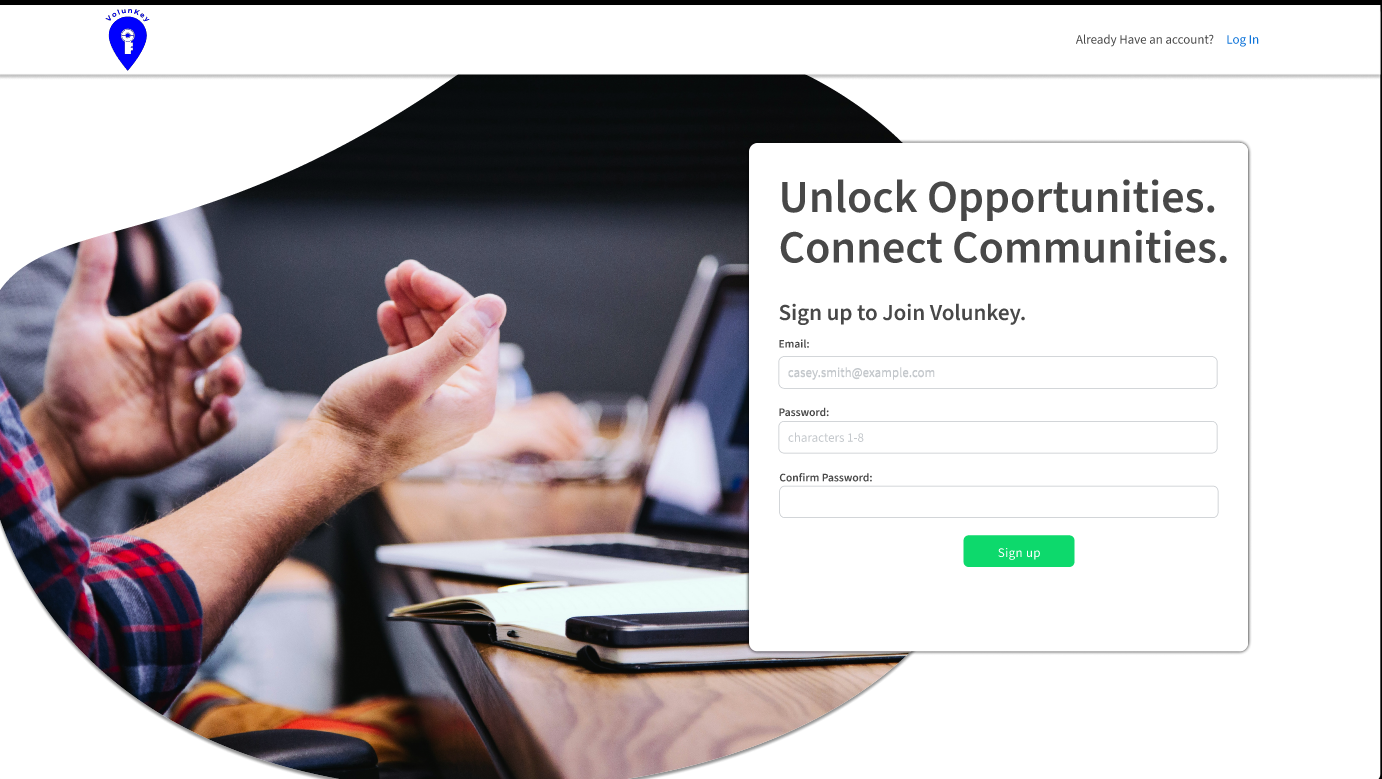 VolunKey
Already Have an account? Log In
Unlock Opportunities.
Connect Communities.
Sign up to Join Volunkey.
Email:
casey.smith@example.com
Password:
characters 1-8
Confirm Password:
Sign up